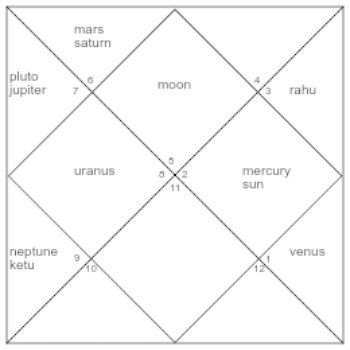 mars
saturn
pluto
jupiter
6
7
moon
4
3
rahu
uranus
5
8
2
11
mercury
sun
neptune
ketu
9
10
venus
1
12